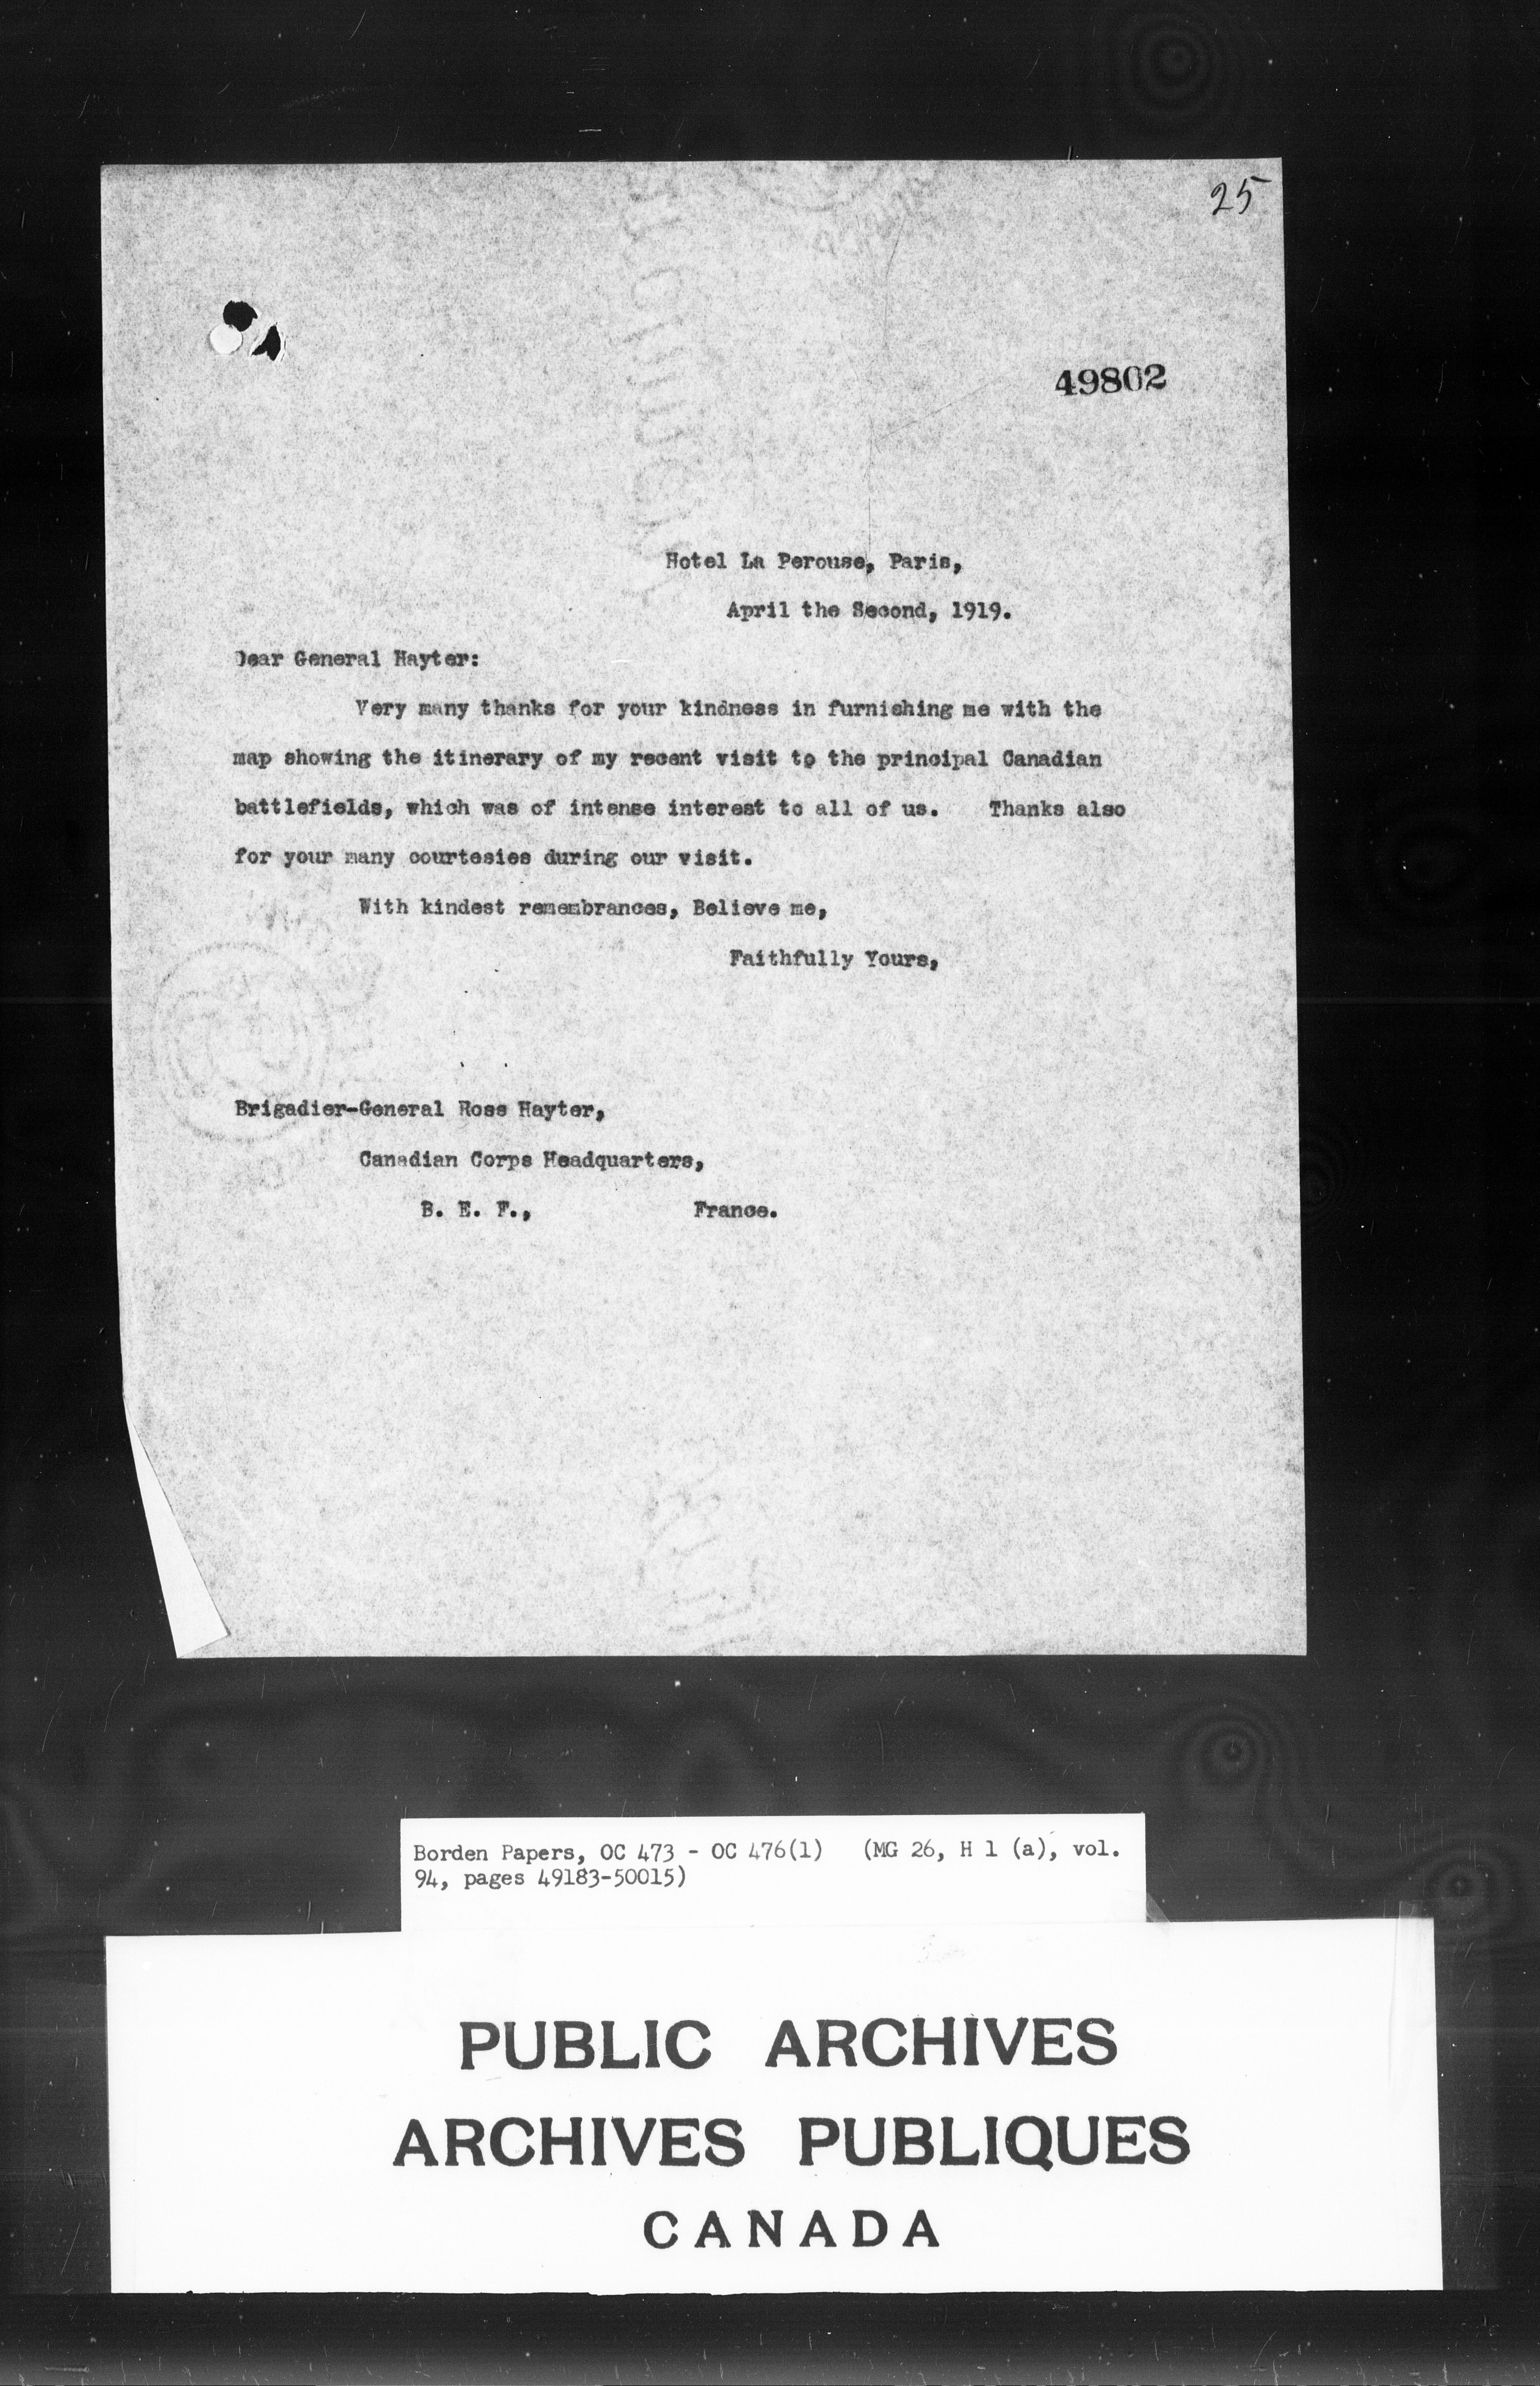 25
49802
Hotel La Perouse, Paris,
April the Second, 1919.
Dear General Hayter:
Very many thanks for your kindness in furnishing me with the
map showing the itinerary of my recent visit to the principal Canadian
battlefields, which was of intense interest to all of us. Thanks also
for your many courtesies during our visit.
With kindest remembrances, Believe me,
Faithfully Yours,
Brigadier-General Ross Hayter,
Canadian Corps Headquarters,
B. E. F., France.
Borden Papers, OC 473 - OC 476(1) (MG 26, H 1 (a), vol.
94, pages 49183-50015)
PUBLIC ARCHIVES
ARCHIVES PUBLIQUES
CANADA